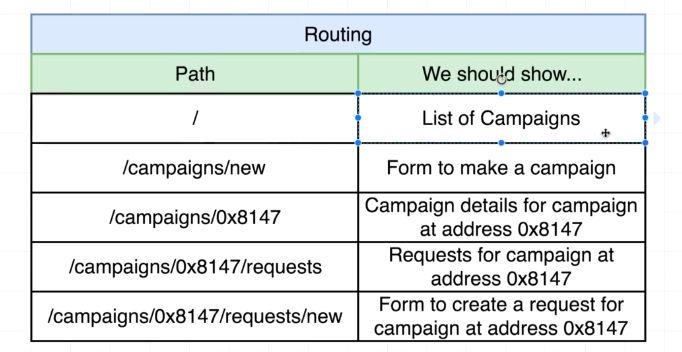 Routing
Path
We should show...
/
List of Campaigns
/campaigns/new
Form to make a campaign
/campaigns/0x8147
Campaign details for campaign
at address 0x8147
/campaigns/0x8147/requests
Requests for campaign at
address 0x8147
/campaigns/0x8147/requests/new
Form to create a request for
campaign at address 0x8147